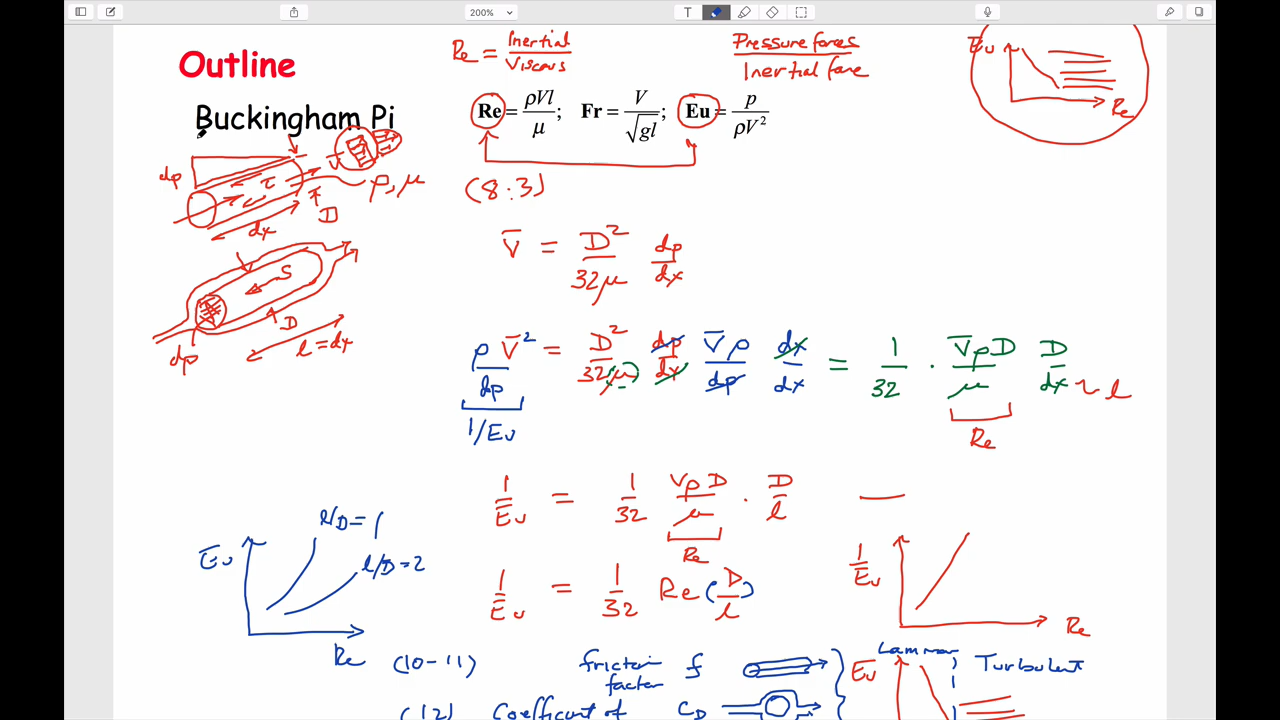 200%
T
Outline
Buckingham Pi
Re = Inertial / Viscous
Pressure forces / Inertial force
Eu
Re
Re = ρVl / μ; Fr = V / √gl; Eu = p / ρV²
(8:3)
dp
τ
V
ρ, μ
D
dx
S
D
l = dx
dp
V̄ = D² / 32μ dp / dx
ρ V̄² / dp = D² / 32μ dp / dx V̄ρ / dp dx / dx = 1 / 32 · V̄ρD / μ D / dx ~ l
1/Eu
Re
1 / Eu = 1 / 32 VρD / μ · D / l —
Re
1 / Eu = 1 / 32 Re (D / l)
Eu
l/D = 1
l/D = 2
Re
1 / Eu
Re
(10-11) friction factor f
Laminar Turbulent
Eu
(12) Coefficient of C_D